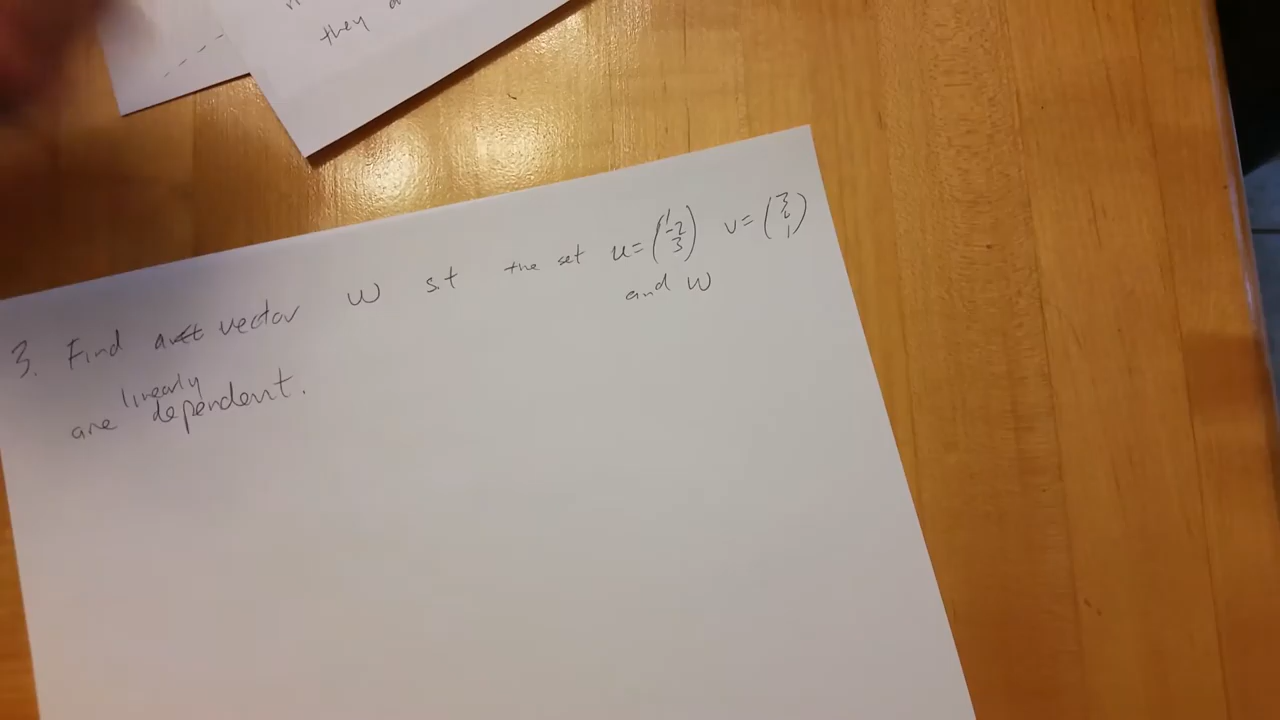 they
3. Find a vector w s.t the set u = (1 -2 3) v = (3 2 1)
and w
are linearly dependent.